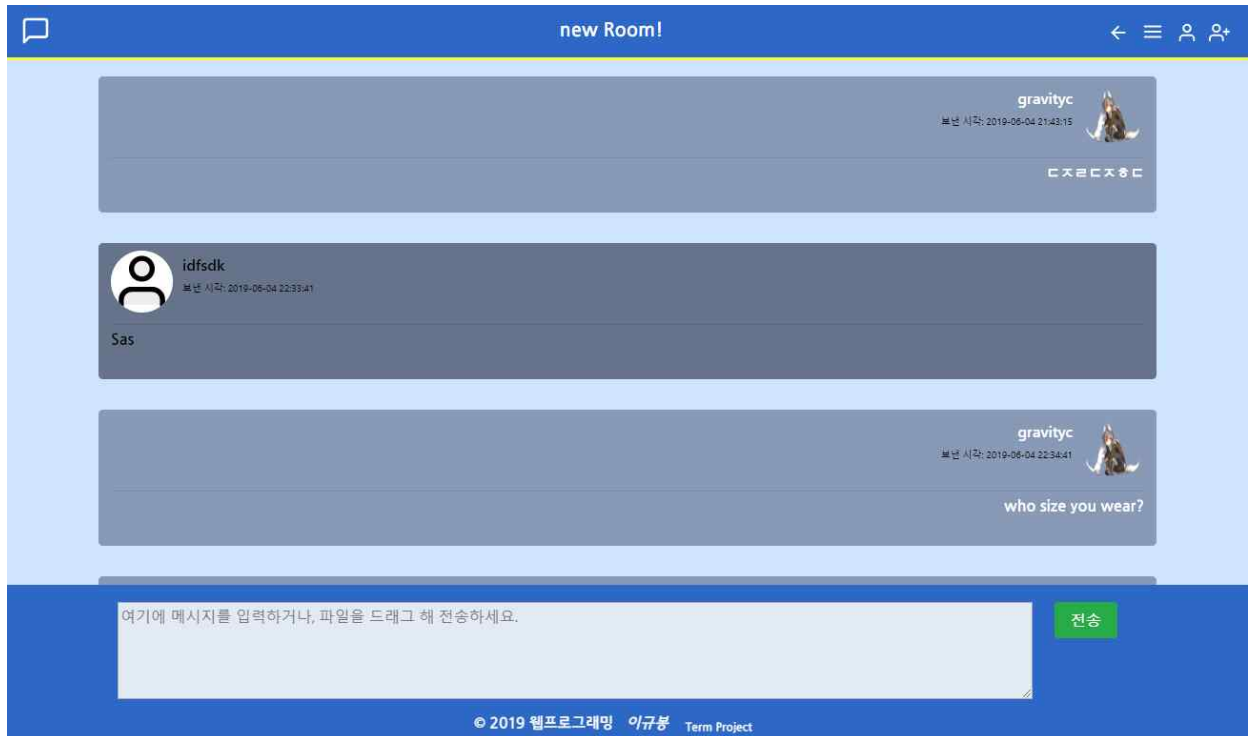 new Room!
gravityc
보낸 시각: 2019-06-04 21:43:15
ㄷㅈㄹㄷㅈㅎㄷ
idfsdk
보낸 시각: 2019-06-04 22:33:41
Sas
gravityc
보낸 시각: 2019-06-04 22:34:41
who size you wear?
여기에 메시지를 입력하거나, 파일을 드래그 해 전송하세요.
전송
© 2019 웹프로그래밍 이규봉 Term Project